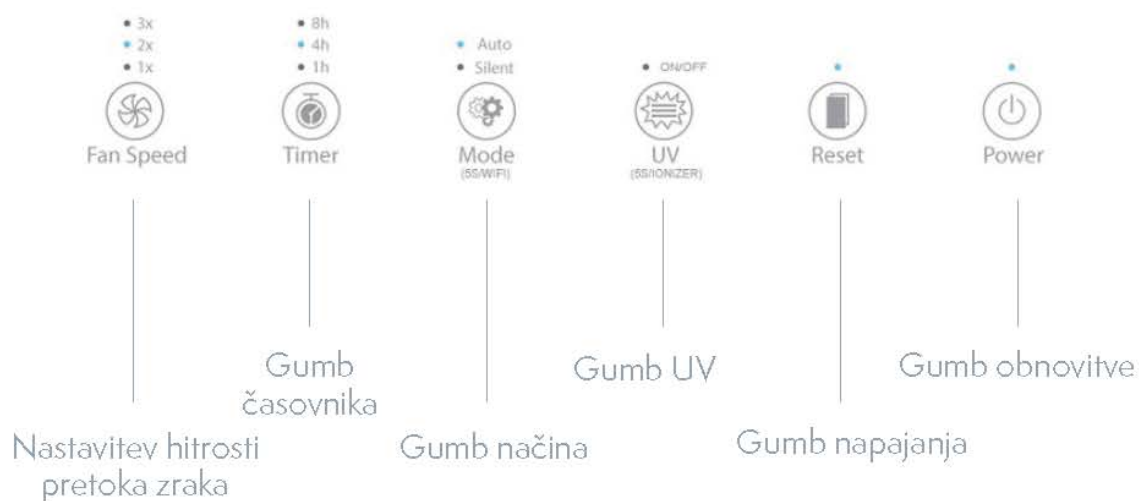 3x
2x
1x
Fan Speed
8h
4h
1h
Timer
Auto
Silent
Mode
(5S/WIFI)
ON/OFF
UV
(5S/IONIZER)
Reset
Power
Nastavitev hitrosti
pretoka zraka
Gumb
časovnika
Gumb načina
Gumb UV
Gumb napajanja
Gumb obnovitve